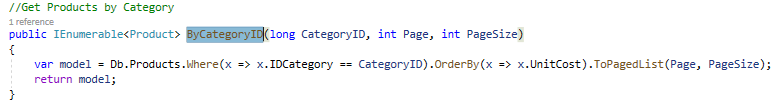 //Get Products by Category
1 reference
public IEnumerable<Product> ByCategoryID(long CategoryID, int Page, int PageSize)
{
var model = Db.Products.Where(x => x.IDCategory == CategoryID).OrderBy(x => x.UnitCost).ToPagedList(Page, PageSize);
return model;
}